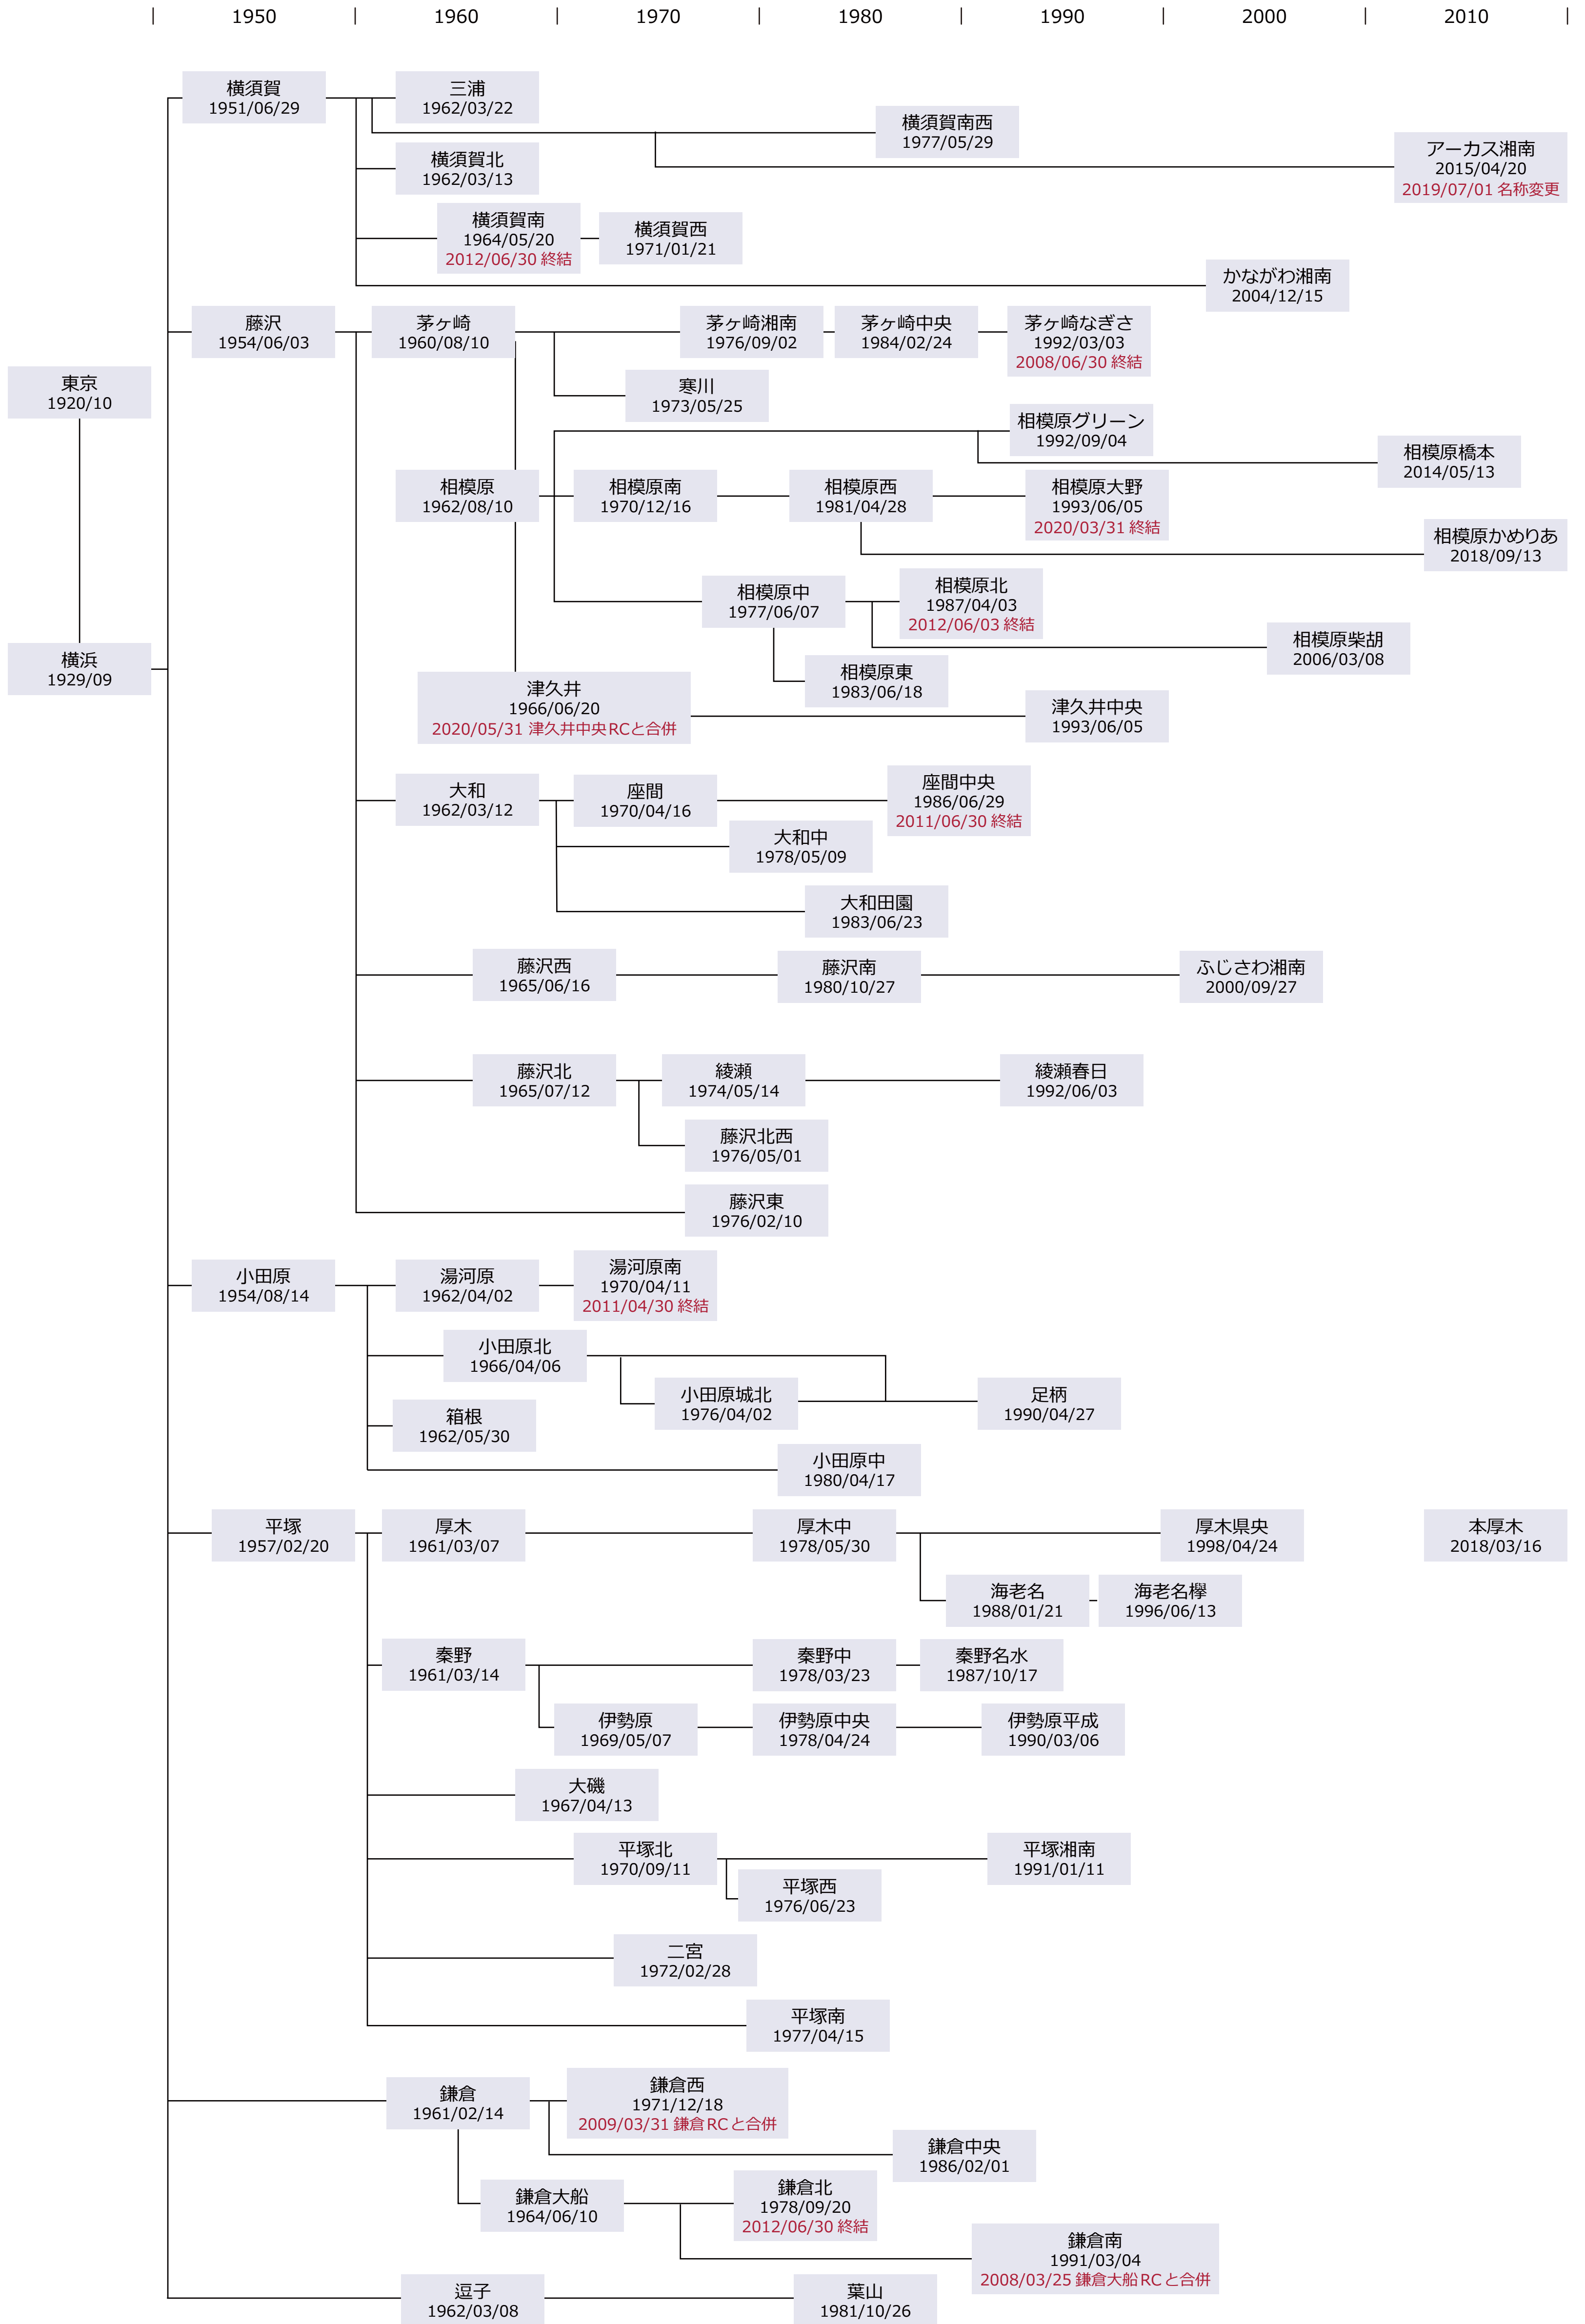 | 1950 | 1960 | 1970 | 1980 | 1990 | 2000 | 2010 |
横須賀
1951/06/29
三浦
1962/03/22
横須賀南西
1977/05/29
アーカス湘南
2015/04/20
2019/07/01 名称変更
横須賀北
1962/03/13
横須賀南
1964/05/20
2012/06/30 終結
横須賀西
1971/01/21
かながわ湘南
2004/12/15
藤沢
1954/06/03
茅ヶ崎
1960/08/10
茅ヶ崎湘南
1976/09/02
茅ヶ崎中央
1984/02/24
茅ヶ崎なぎさ
1992/03/03
2008/06/30 終結
東京
1920/10
寒川
1973/05/25
相模原グリーン
1992/09/04
相模原橋本
2014/05/13
相模原
1962/08/10
相模原南
1970/12/16
相模原西
1981/04/28
相模原大野
1993/06/05
2020/03/31 終結
相模原かめりあ
2018/09/13
相模原中
1977/06/07
相模原北
1987/04/03
2012/06/03 終結
相模原柴胡
2006/03/08
横浜
1929/09
相模原東
1983/06/18
津久井
1966/06/20
2020/05/31 津久井中央RCと合併
津久井中央
1993/06/05
大和
1962/03/12
座間
1970/04/16
座間中央
1986/06/29
2011/06/30 終結
大和中
1978/05/09
大和田園
1983/06/23
藤沢西
1965/06/16
藤沢南
1980/10/27
ふじさわ湘南
2000/09/27
藤沢北
1965/07/12
綾瀬
1974/05/14
綾瀬春日
1992/06/03
藤沢北西
1976/05/01
藤沢東
1976/02/10
小田原
1954/08/14
湯河原
1962/04/02
湯河原南
1970/04/11
2011/04/30 終結
小田原北
1966/04/06
小田原城北
1976/04/02
足柄
1990/04/27
箱根
1962/05/30
小田原中
1980/04/17
平塚
1957/02/20
厚木
1961/03/07
厚木中
1978/05/30
厚木県央
1998/04/24
本厚木
2018/03/16
海老名
1988/01/21
海老名欅
1996/06/13
秦野
1961/03/14
秦野中
1978/03/23
秦野名水
1987/10/17
伊勢原
1969/05/07
伊勢原中央
1978/04/24
伊勢原平成
1990/03/06
大磯
1967/04/13
平塚北
1970/09/11
平塚湘南
1991/01/11
平塚西
1976/06/23
二宮
1972/02/28
平塚南
1977/04/15
鎌倉
1961/02/14
鎌倉西
1971/12/18
2009/03/31 鎌倉RCと合併
鎌倉中央
1986/02/01
鎌倉大船
1964/06/10
鎌倉北
1978/09/20
2012/06/30 終結
鎌倉南
1991/03/04
2008/03/25 鎌倉大船RCと合併
逗子
1962/03/08
葉山
1981/10/26